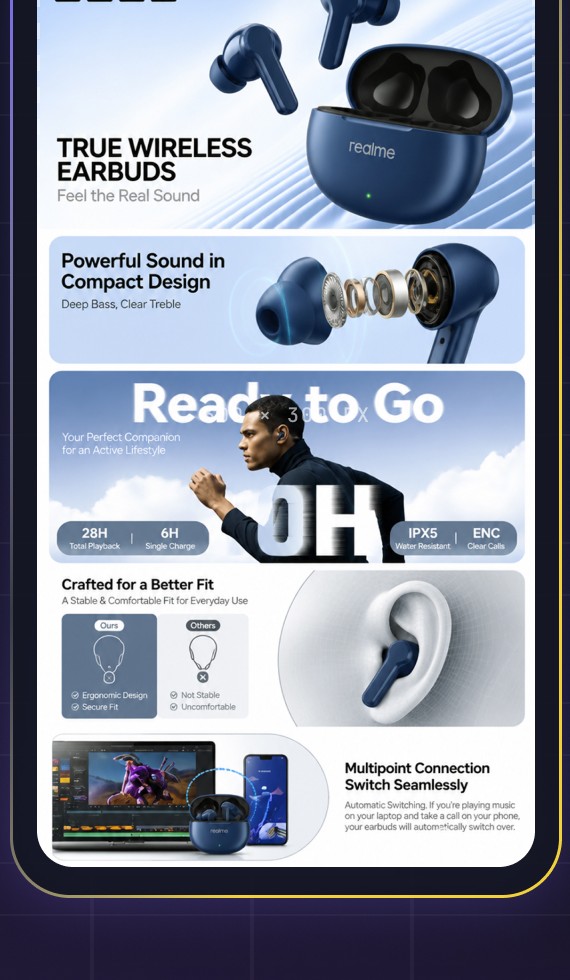 realme
TRUE WIRELESS
EARBUDS
Feel the Real Sound
Powerful Sound in
Compact Design
Deep Bass, Clear Treble
Ready to Go
Your Perfect Companion
for an Active Lifestyle
OH
28H
Total Playback
6H
Single Charge
IPX5
Water Resistant
ENC
Clear Calls
Crafted for a Better Fit
A Stable & Comfortable Fit for Everyday Use
Ours
Others
Ergonomic Design
Secure Fit
Not Stable
Uncomfortable
realme
Multipoint Connection
Switch Seamlessly
Automatic Switching. If you're playing music
on your laptop and take a call on your phone,
your earbuds will automatically switch over.